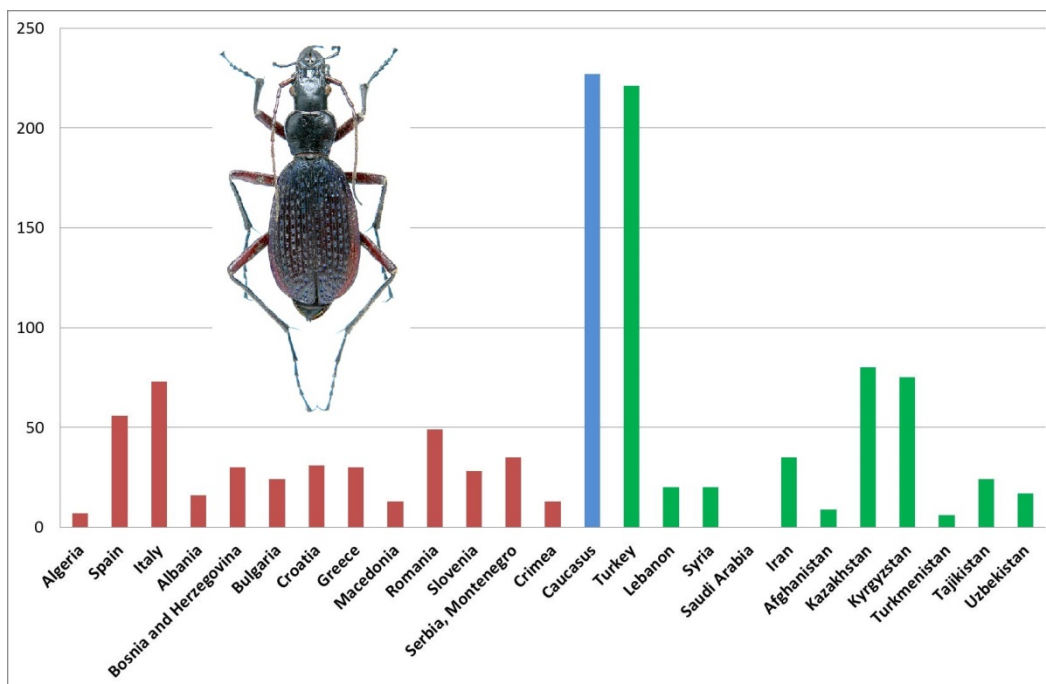 250
200
150
100
50
0
Algeria
Spain
Italy
Albania
Bosnia and Herzegovina
Bulgaria
Croatia
Greece
Macedonia
Romania
Slovenia
Serbia, Montenegro
Crimea
Caucasus
Turkey
Lebanon
Syria
Saudi Arabia
Iran
Afghanistan
Kazakhstan
Kyrgyzstan
Turkmenistan
Tajikistan
Uzbekistan